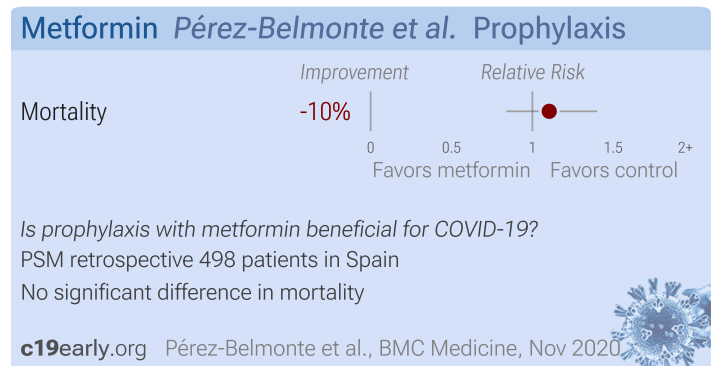 Metformin Pérez-Belmonte et al. Prophylaxis
Improvement Relative Risk
Mortality -10%
0 0.5 1 1.5 2+
Favors metformin Favors control
Is prophylaxis with metformin beneficial for COVID-19?
PSM retrospective 498 patients in Spain
No significant difference in mortality
c19early.org Pérez-Belmonte et al., BMC Medicine, Nov 2020